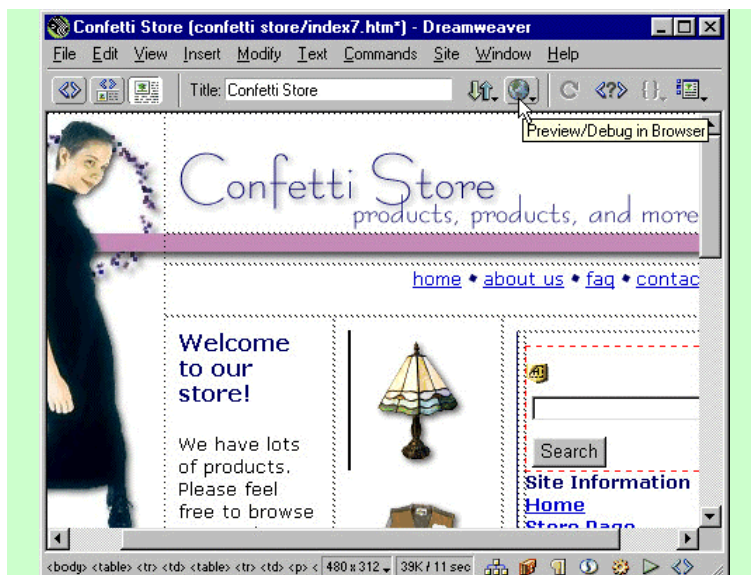 Confetti Store (confetti store/index7.htm*) - Dreamweaver
File Edit View Insert Modify Text Commands Site Window Help
Title: Confetti Store
Preview/Debug in Browser
Confetti Store
products, products, and more
home • about us • faq • contac
Welcome
to our
store!
We have lots
of products.
Please feel
free to browse
Search
Site Information
Home
Store Page
<body> <table> <tr> <td> <table> <tr> <td> <p> < 480 x 312 39K / 11 sec